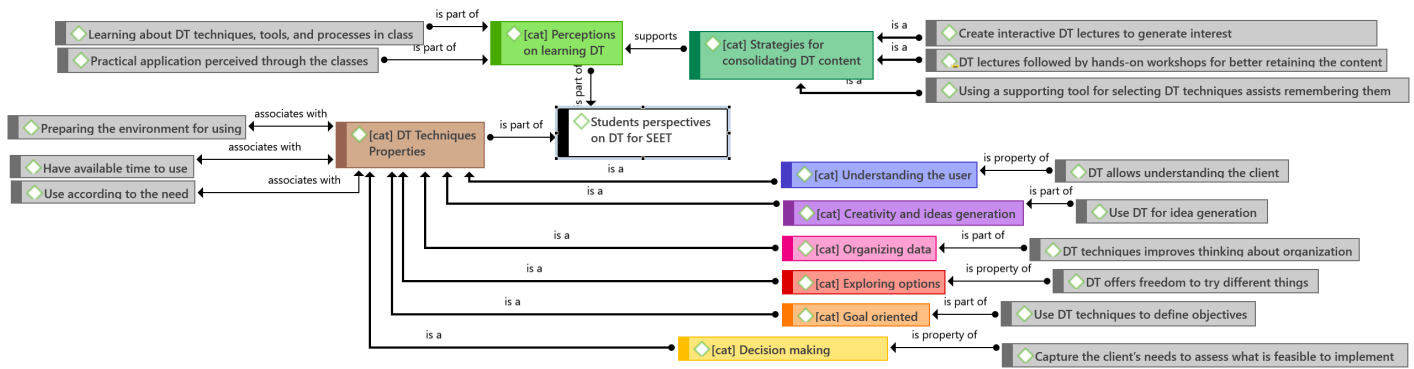 is part of
Learning about DT techniques, tools, and processes in class
[cat] Perceptions
on learning DT
is part of
Practical application perceived through the classes
supports
[cat] Strategies for
consolidating DT content
is a
Create interactive DT lectures to generate interest
is a
DT lectures followed by hands-on workshops for better retaining the content
is a
Using a supporting tool for selecting DT techniques assists remembering them
is part of
Students perspectives
on DT for SEET
is part of
[cat] DT Techniques
Properties
associates with
Preparing the environment for using
associates with
Have available time to use
associates with
Use according to the need
is a
[cat] Understanding the user
is property of
DT allows understanding the client
is a
[cat] Creativity and ideas generation
is part of
Use DT for idea generation
is a
[cat] Organizing data
is part of
DT techniques improves thinking about organization
is a
[cat] Exploring options
is property of
DT offers freedom to try different things
is a
[cat] Goal oriented
is part of
Use DT techniques to define objectives
is a
[cat] Decision making
is property of
Capture the client's needs to assess what is feasible to implement